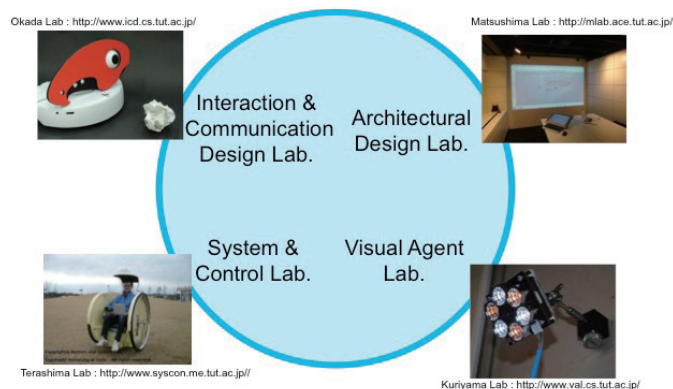 Okada Lab : http://www.icd.cs.tut.ac.jp/
Matsushima Lab : http://mlab.ace.tut.ac.jp/
Interaction &
Communication
Design Lab.
Architectural
Design Lab.
System &
Control Lab.
Visual Agent
Lab.
Terashima Lab : http://www.syscon.me.tut.ac.jp//
Kuriyama Lab : http://www.val.cs.tut.ac.jp/